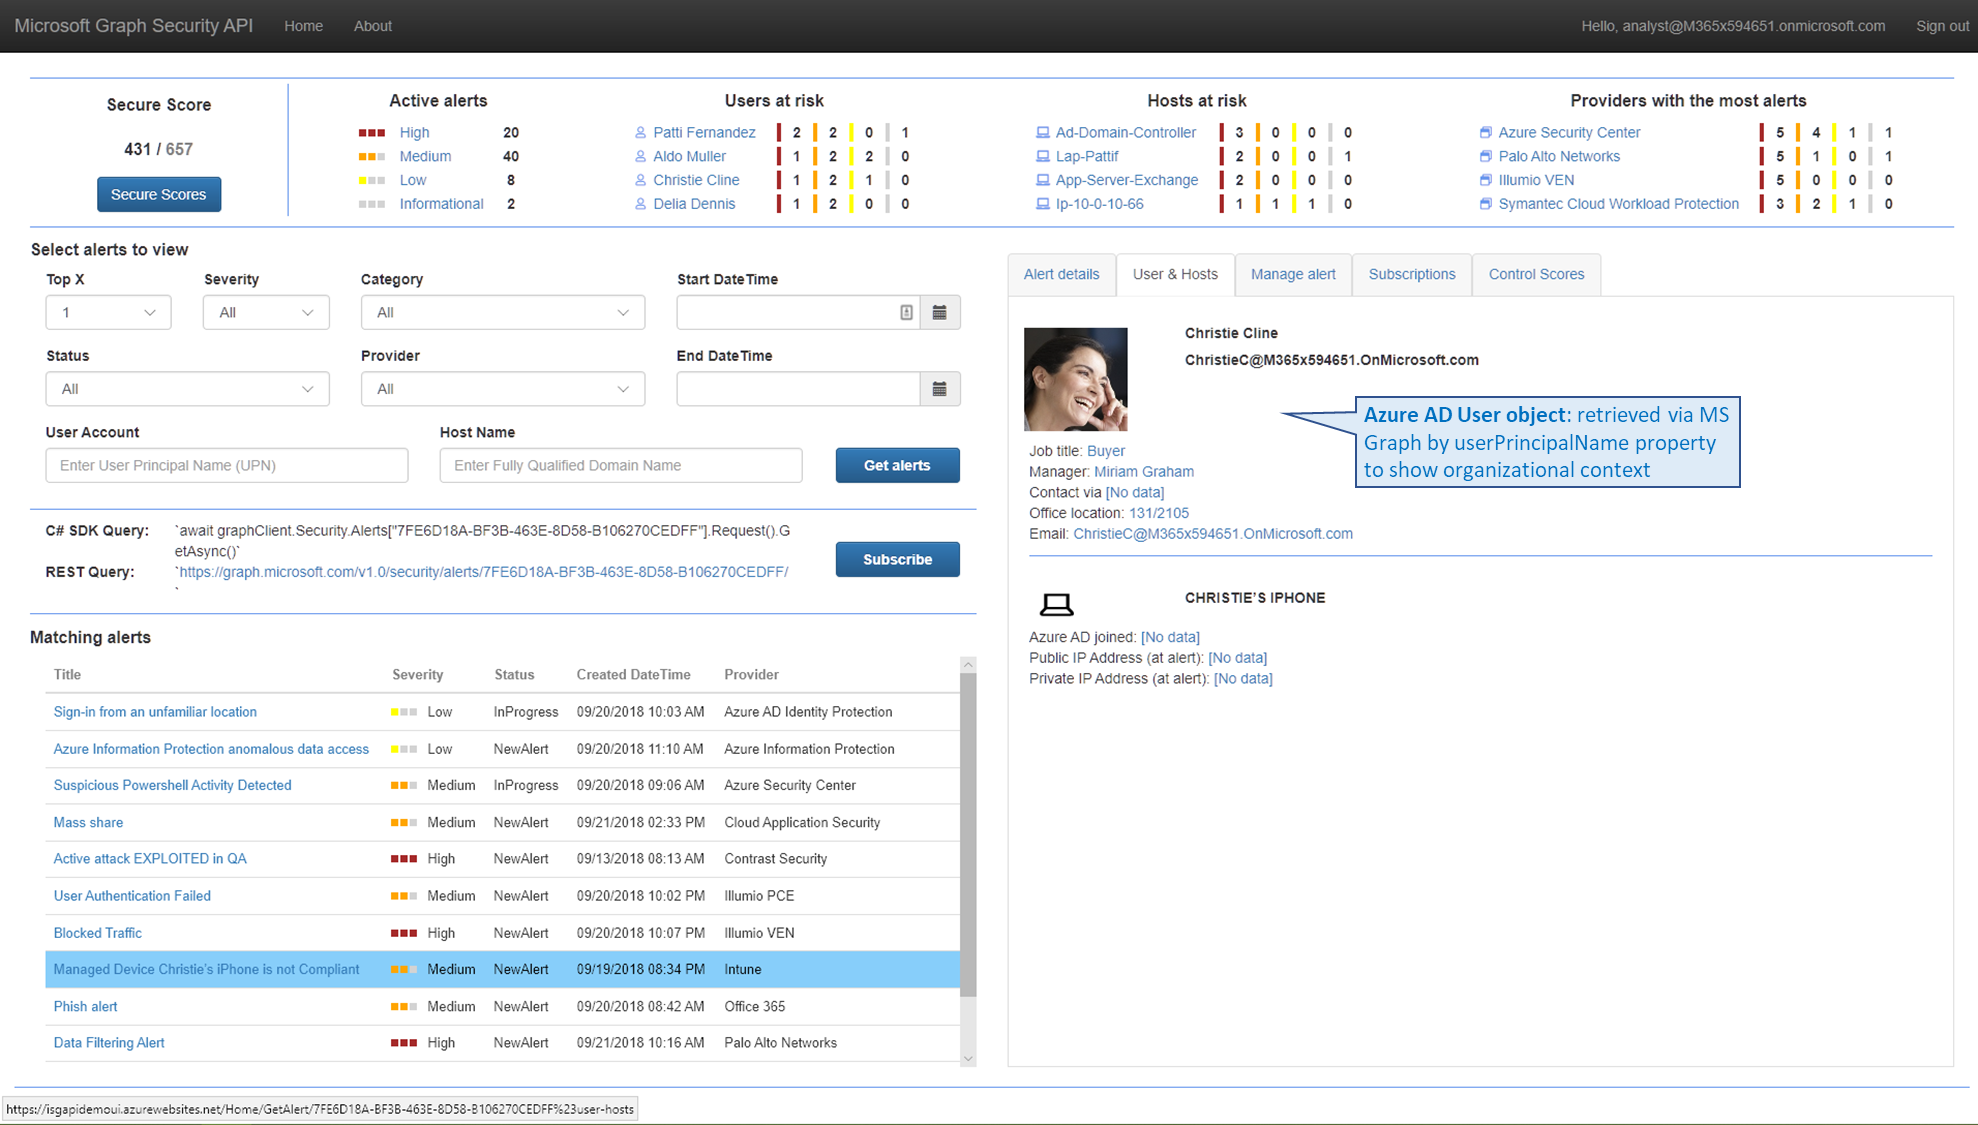 Microsoft Graph Security API Home About Hello, analyst@M365x594651.onmicrosoft.com Sign out
Secure Score
431 / 657
Secure Scores
Active alerts
High 20
Medium 40
Low 8
Informational 2
Users at risk
Patti Fernandez 2 2 0 1
Aldo Muller 1 2 2 0
Christie Cline 1 2 1 0
Delia Dennis 1 2 0 0
Hosts at risk
Ad-Domain-Controller 3 0 0 0
Lap-Pattif 2 0 0 1
App-Server-Exchange 2 0 0 0
Ip-10-0-10-66 1 1 1 0
Providers with the most alerts
Azure Security Center 5 4 1 1
Palo Alto Networks 5 1 0 1
Illumio VEN 5 0 0 0
Symantec Cloud Workload Protection 3 2 1 0
Select alerts to view
Top X Severity Category Start DateTime
1 All All
Status Provider End DateTime
All All
User Account Host Name
Enter User Principal Name (UPN) Enter Fully Qualified Domain Name Get alerts
C# SDK Query: `await graphClient.Security.Alerts["7FE6D18A-BF3B-463E-8D58-B106270CEDFF"].Request().G
etAsync()`
Subscribe
REST Query: `https://graph.microsoft.com/v1.0/security/alerts/7FE6D18A-BF3B-463E-8D58-B106270CEDFF/
`
Matching alerts
Title Severity Status Created DateTime Provider
Sign-in from an unfamiliar location Low InProgress 09/20/2018 10:03 AM Azure AD Identity Protection
Azure Information Protection anomalous data access Low NewAlert 09/20/2018 11:10 AM Azure Information Protection
Suspicious Powershell Activity Detected Medium InProgress 09/20/2018 09:06 AM Azure Security Center
Mass share Medium NewAlert 09/21/2018 02:33 PM Cloud Application Security
Active attack EXPLOITED in QA High NewAlert 09/13/2018 08:13 AM Contrast Security
User Authentication Failed Medium NewAlert 09/20/2018 10:02 PM Illumio PCE
Blocked Traffic High NewAlert 09/20/2018 10:07 PM Illumio VEN
Managed Device Christie's iPhone is not Compliant Medium NewAlert 09/19/2018 08:34 PM Intune
Phish alert Medium NewAlert 09/20/2018 08:42 AM Office 365
Data Filtering Alert High NewAlert 09/21/2018 10:16 AM Palo Alto Networks
Alert details User & Hosts Manage alert Subscriptions Control Scores
Christie Cline
ChristieC@M365x594651.OnMicrosoft.com
Azure AD User object: retrieved via MS
Graph by userPrincipalName property
to show organizational context
Job title: Buyer
Manager: Miriam Graham
Contact via [No data]
Office location: 131/2105
Email: ChristieC@M365x594651.OnMicrosoft.com
CHRISTIE'S IPHONE
Azure AD joined: [No data]
Public IP Address (at alert): [No data]
Private IP Address (at alert): [No data]
https://isgapidemoui.azurewebsites.net/Home/GetAlert/7FE6D18A-BF3B-463E-8D58-B106270CEDFF%23user-hosts